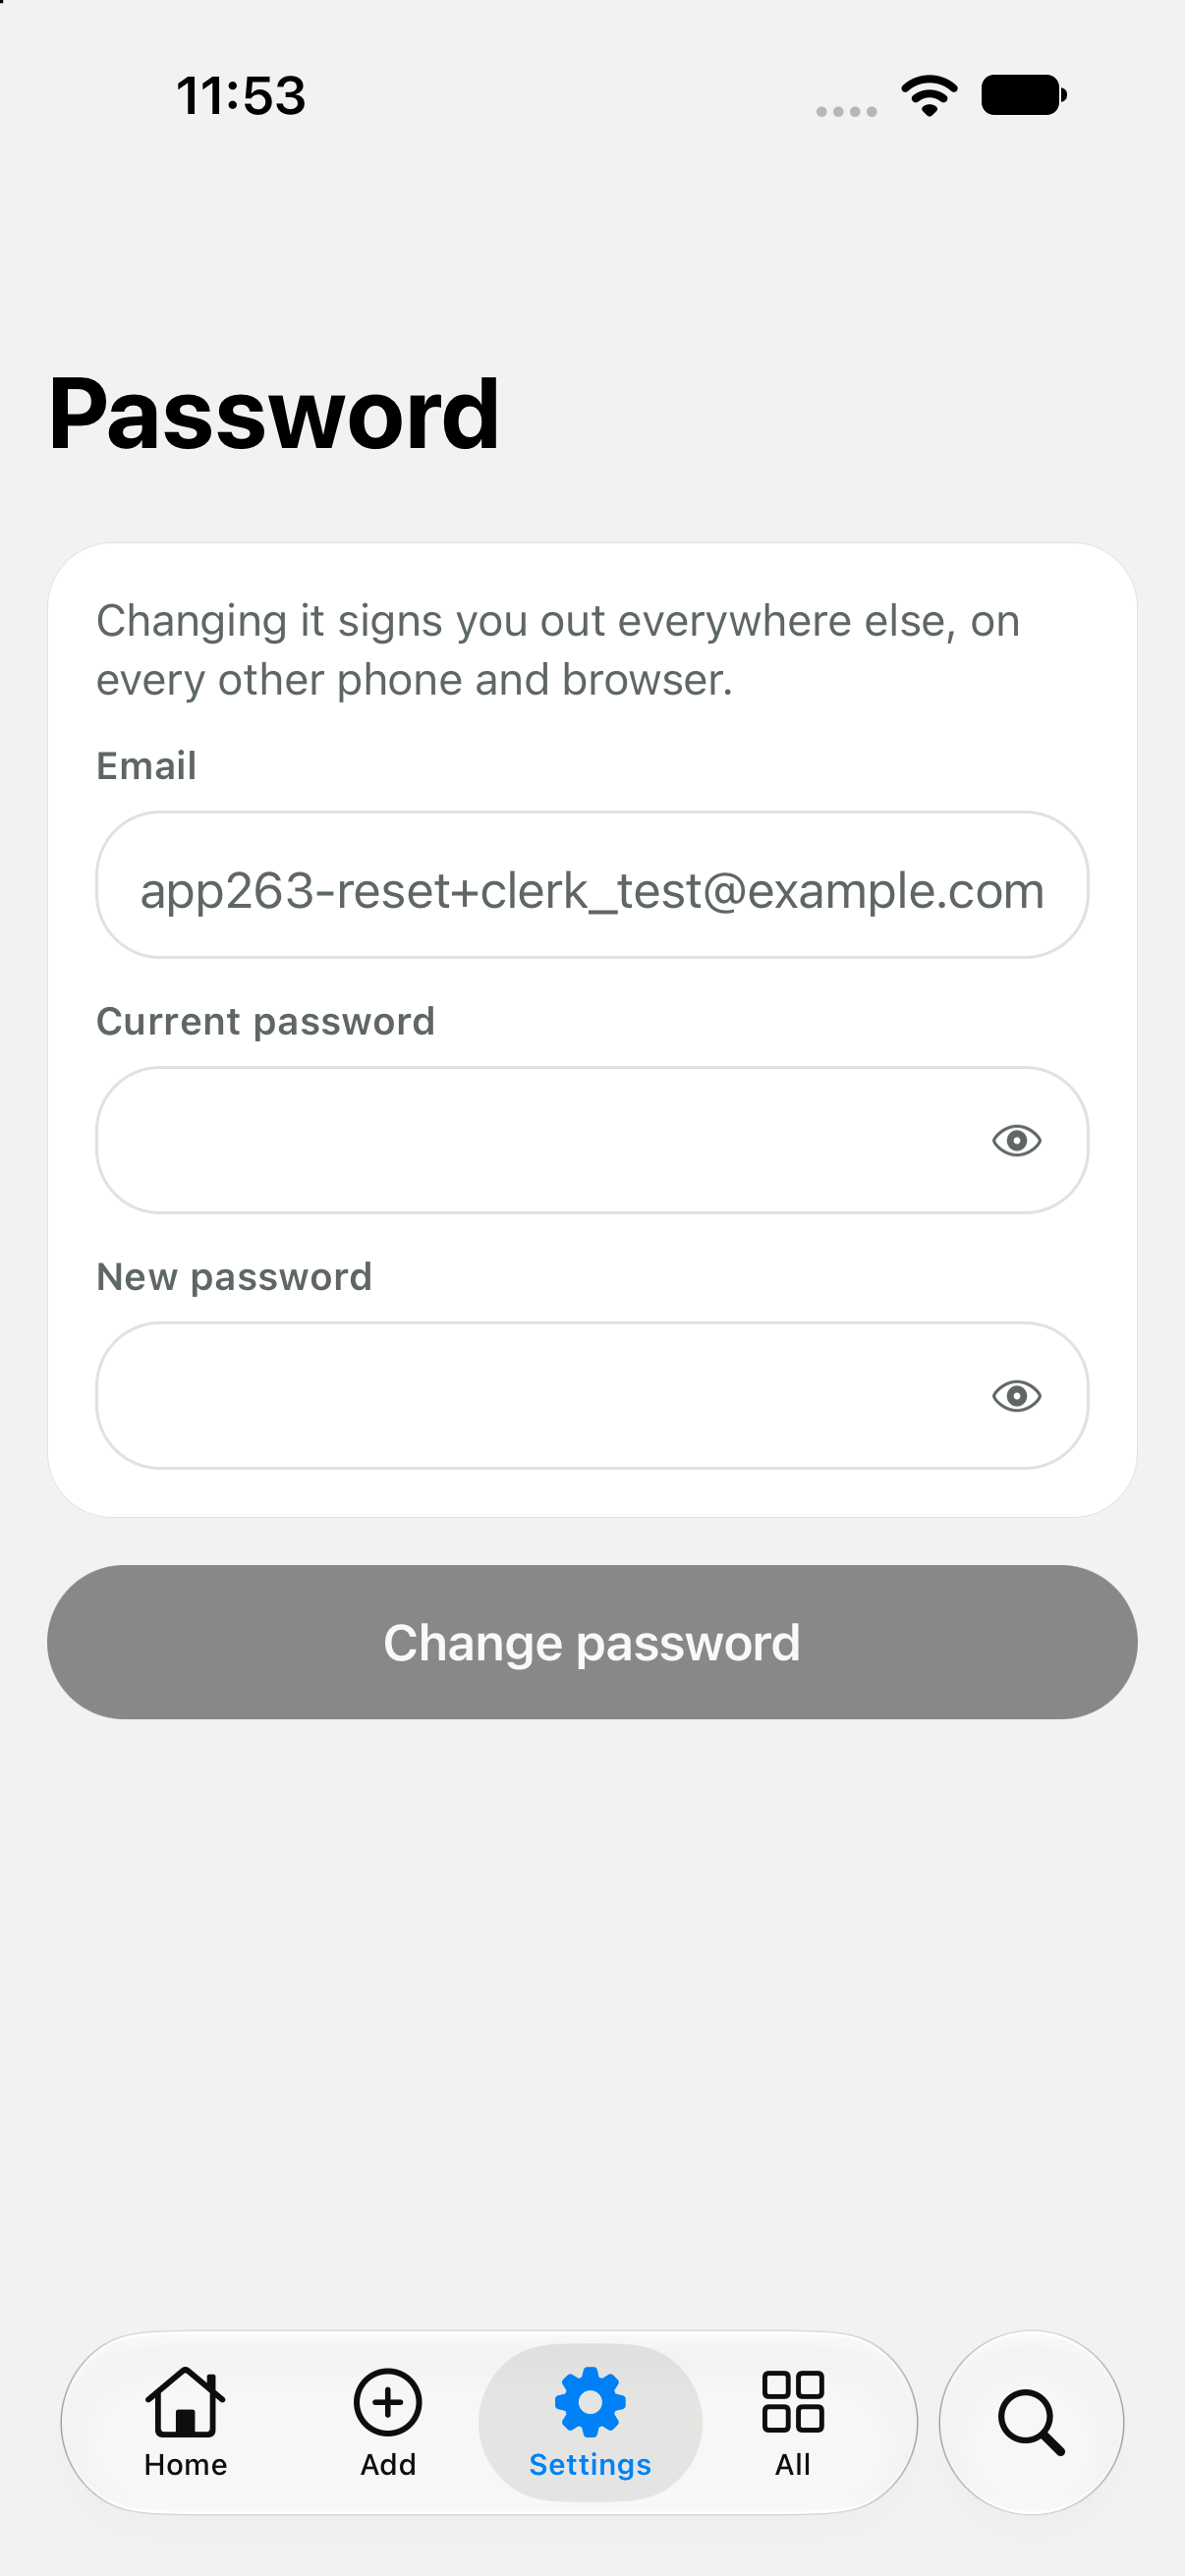 11:53
Password
Changing it signs you out everywhere else, on
every other phone and browser.
Email
app263-reset+clerk_test@example.com
Current password
New password
Change password
Home
Add
Settings
All